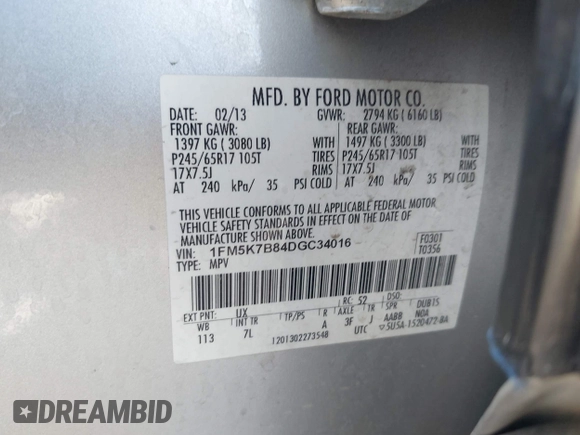 MFD. BY FORD MOTOR CO.
DATE: 02/13 GVWR: 2794 KG ( 6160 LB)
FRONT GAWR: REAR GAWR:
1397 KG ( 3080 LB) WITH 1497 KG ( 3300 LB) WITH
P245/65R17 105T TIRES P245/65R17 105T TIRES
17X7.5J RIMS 17X7.5J RIMS
AT 240 kPa/ 35 PSI COLD AT 240 kPa/ 35 PSI COLD
THIS VEHICLE CONFORMS TO ALL APPLICABLE FEDERAL MOTOR
VEHICLE SAFETY STANDARDS IN EFFECT ON THE DATE OF
MANUFACTURE SHOWN ABOVE.
VIN: 1FM5K7B84DGC34016 F0301
TYPE: MPV T0356
EXT PNT: UX RC: 52 DSO:
WB INT TR TP/PS R AXLE TR SPR DUB15
113 7L A 3F J AABB NOA
1201302273548 UTC 5U5A-1520472-BA
DREAMBID